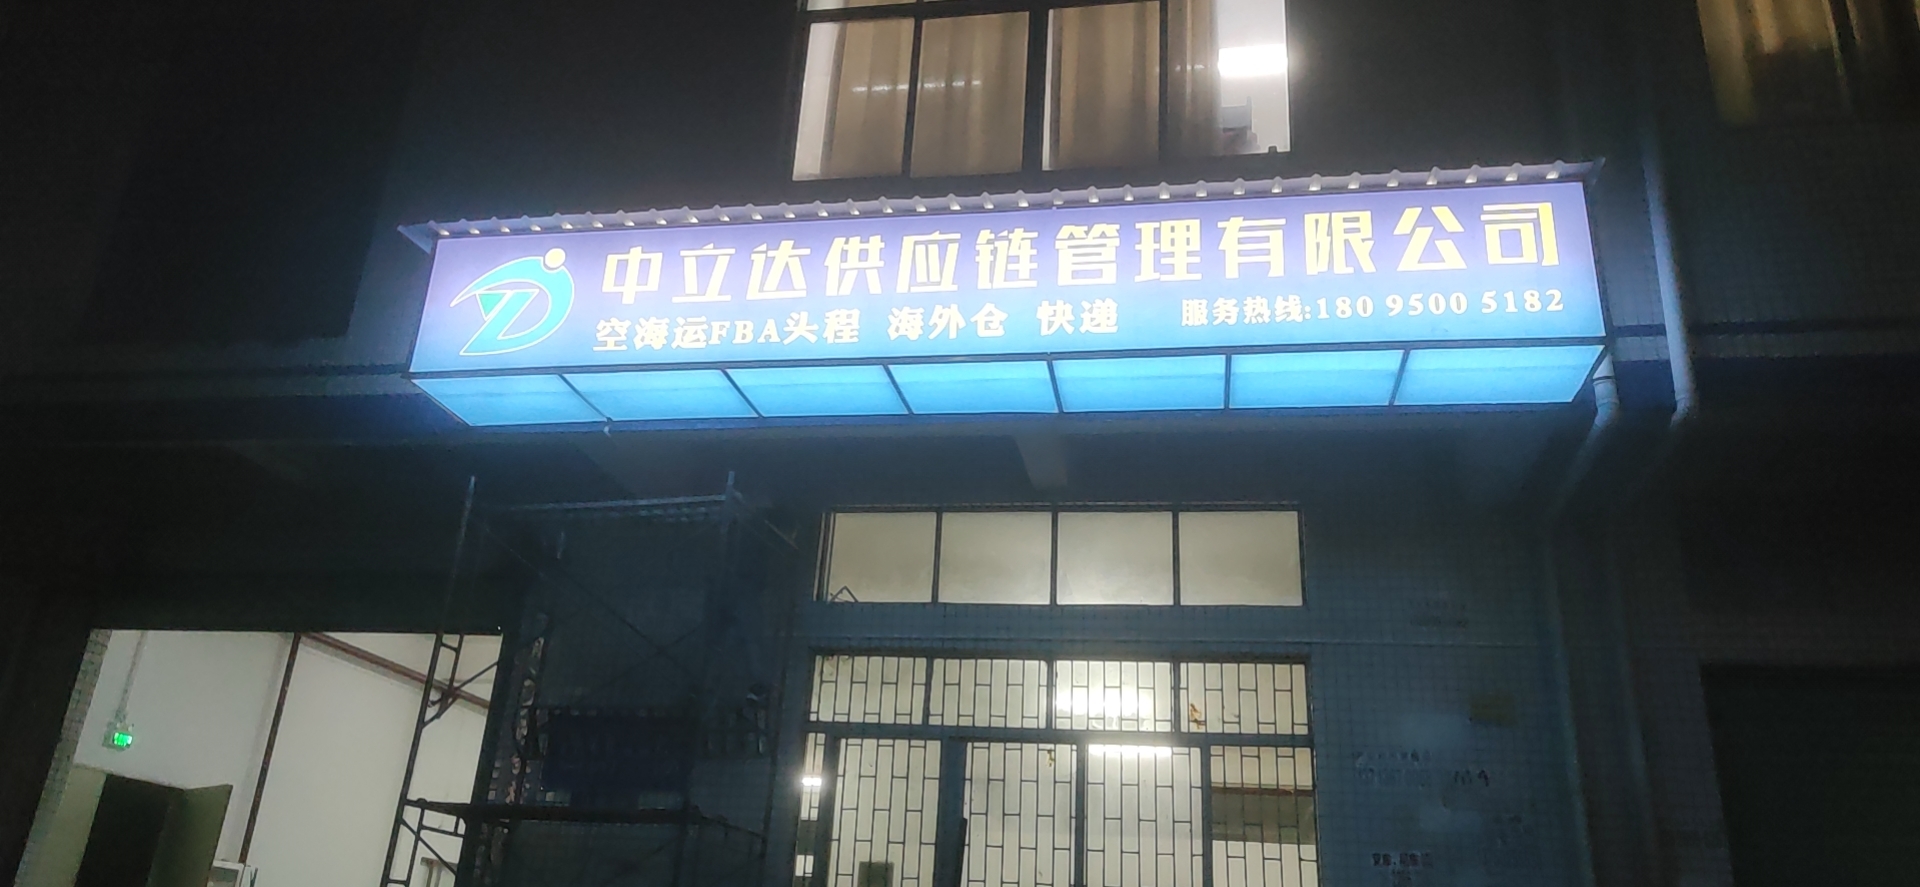 中立达供应链管理有限公司
空海运FBA头程 海外仓 快递 服务热线:180 9500 5182